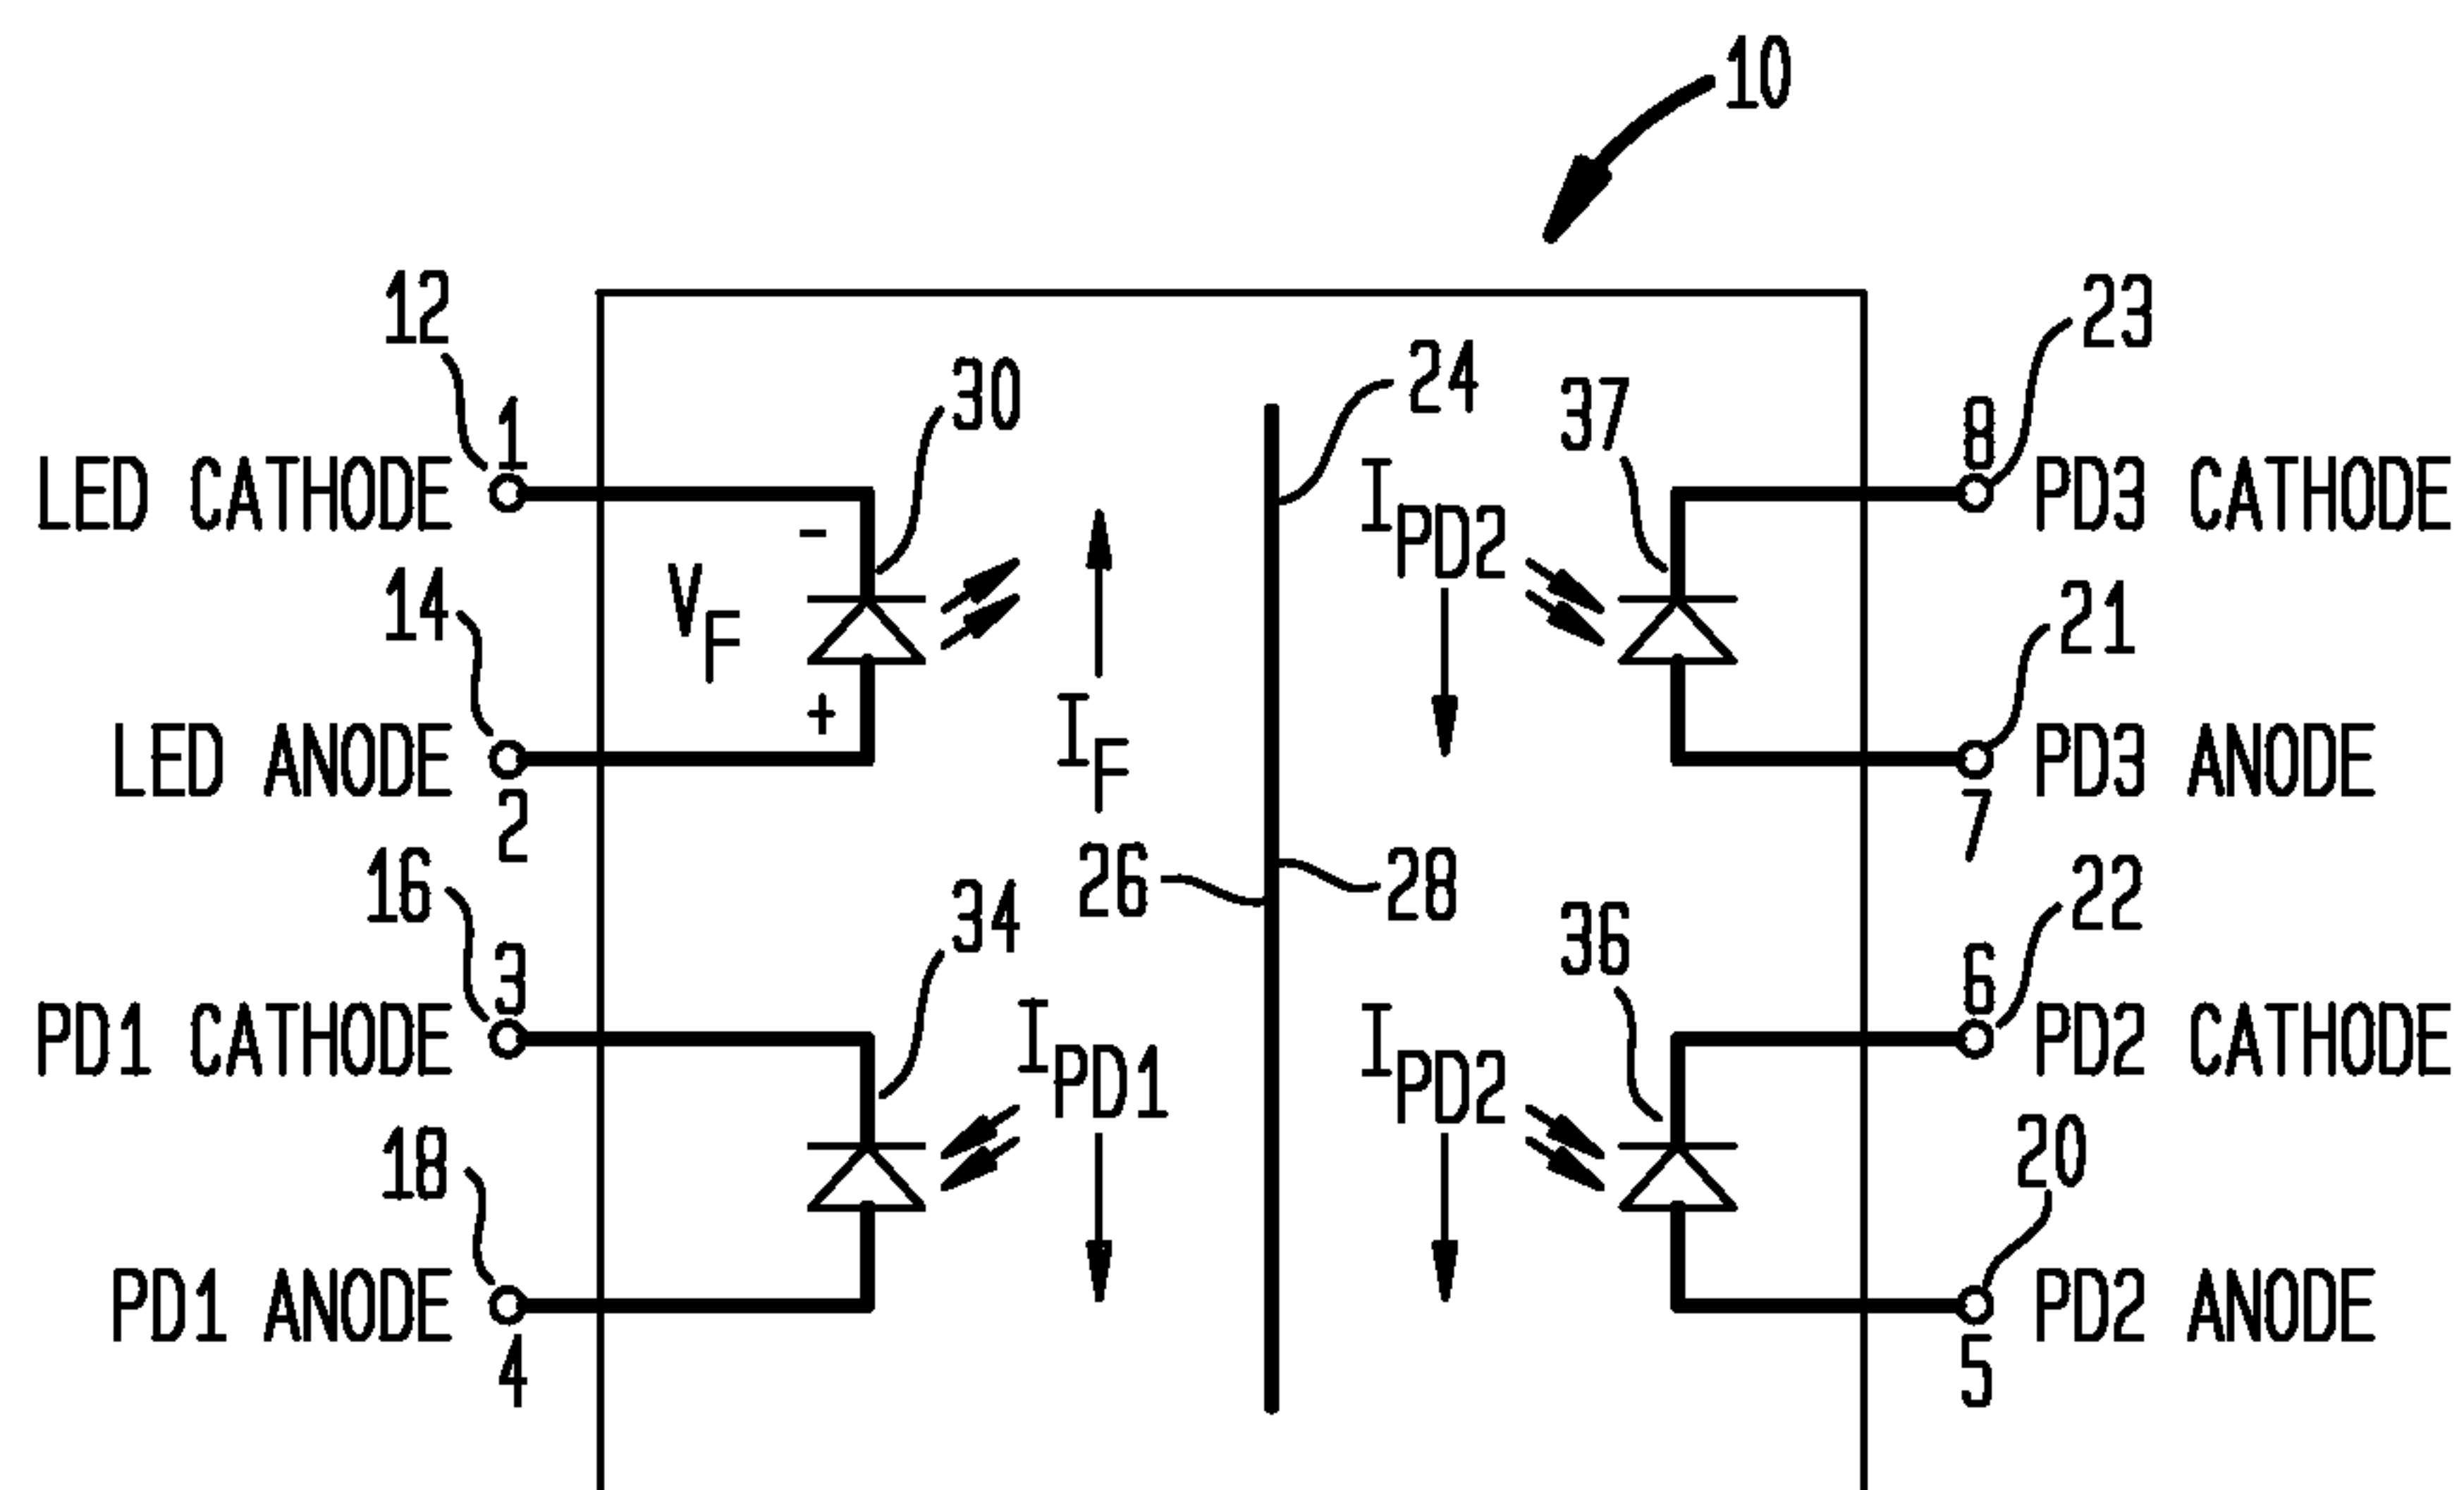 10
12
23
24
30
37
1
8
LED CATHODE
PD3 CATHODE
-
I PD2
14
21
V F
+
I F
LED ANODE
PD3 ANODE
2
7
16
26
28
22
34
36
3
6
PD1 CATHODE
PD2 CATHODE
I PD1
I PD2
18
20
PD1 ANODE
PD2 ANODE
4
5